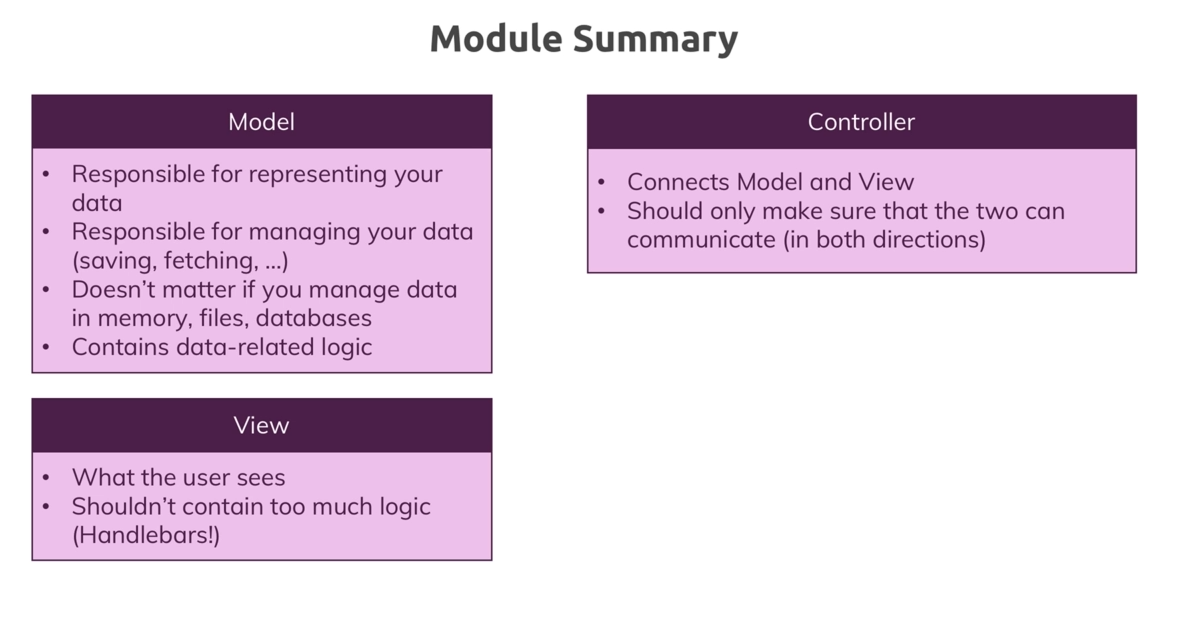 Module Summary
Model
• Responsible for representing your
data
• Responsible for managing your data
(saving, fetching, …)
• Doesn’t matter if you manage data
in memory, files, databases
• Contains data-related logic
View
• What the user sees
• Shouldn’t contain too much logic
(Handlebars!)
Controller
• Connects Model and View
• Should only make sure that the two can
communicate (in both directions)